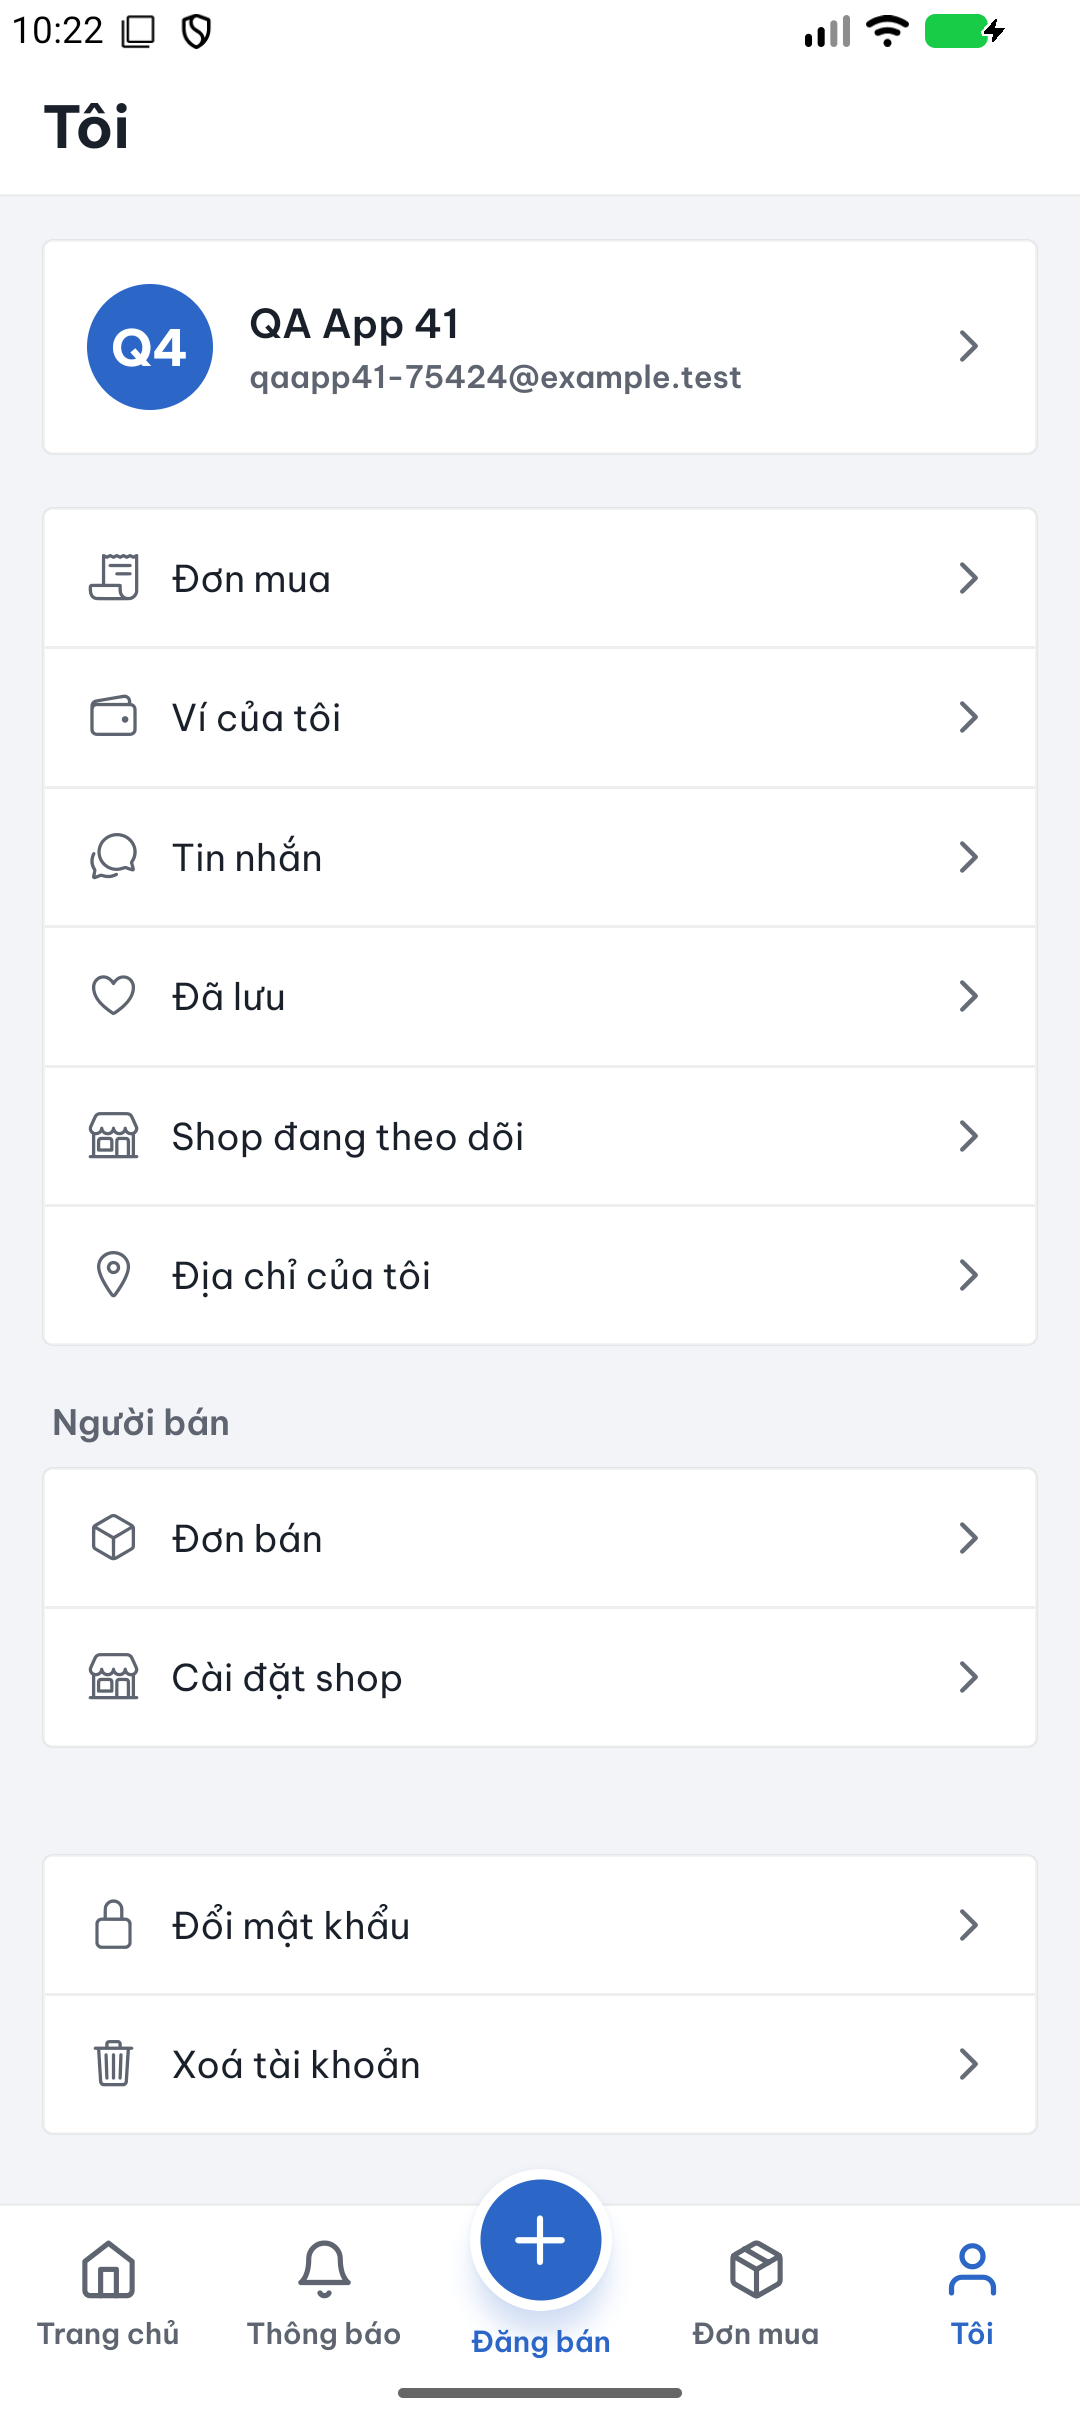 10:22
Tôi
Q4
QA App 41
qaapp41-75424@example.test
Đơn mua
Ví của tôi
Tin nhắn
Đã lưu
Shop đang theo dõi
Địa chỉ của tôi
Người bán
Đơn bán
Cài đặt shop
Đổi mật khẩu
Xoá tài khoản
Trang chủ
Thông báo
Đăng bán
Đơn mua
Tôi